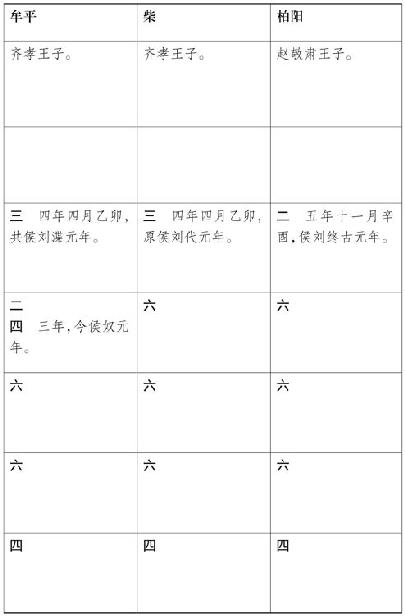 牟平
柴
柏阳
齐孝王子。
齐孝王子。
赵敬肃王子。
三 四年四月乙卯,
共侯刘渫元年。
三 四年四月乙卯,
原侯刘代元年。
二 五年十一月辛
酉,侯刘终古元年。
二
四 三年,今侯奴元
年。
六
六
六
六
六
六
六
六
四
四
四